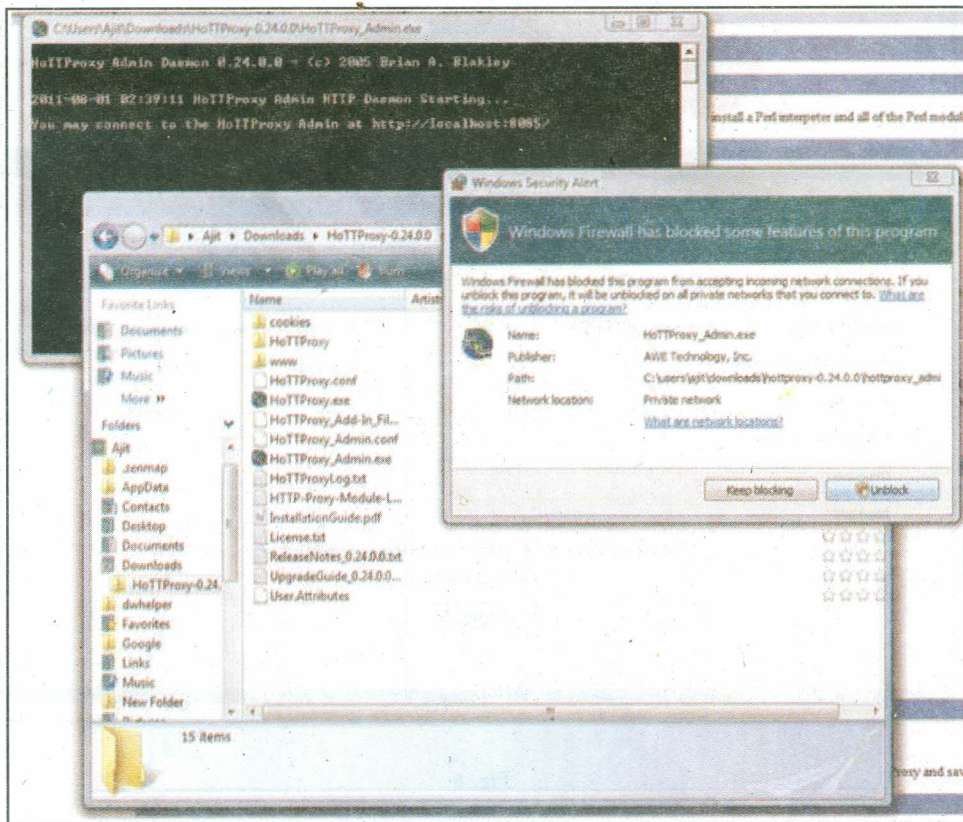 C:\Users\Ajit\Downloads\HoTTProxy-0.24.0.0\HoTTProxy_Admin.exe
HoTTProxy Admin Daemon 0.24.0.0 - (c) 2005 Brian A. Blakley
2011-08-01 02:39:11 HoTTProxy Admin HTTP Daemon Starting...
You may connect to the HoTTProxy Admin at http://localhost:8085/
install a Perl interpeter and all of the Perl modul
Windows Security Alert
Windows Firewall has blocked some features of this program
Windows Firewall has blocked this program from accepting incoming network connections. If you
unblock this program, it will be unblocked on all private networks that you connect to. What are
the risks of unblocking a program?
Name: HoTTProxy_Admin.exe
Publisher: AWE Technology, Inc.
Path: C:\users\ajit\downloads\hottproxy-0.24.0.0\hottproxy_admi
Network location: Private network
What are network locations?
Keep blocking
Unblock
Ajit Downloads HoTTProxy-0.24.0.0
Organize Views Play all Burn
Favorite Links
Documents
Pictures
Music
More »
Folders
Ajit
.zenmap
AppData
Contacts
Desktop
Documents
Downloads
HoTTProxy-0.24.
dwhelper
Favorites
Google
Links
Music
New Folder
Name Artists
cookies
HoTTProxy
www
HoTTProxy.conf
HoTTProxy.exe
HoTTProxy_Add-In_Fil...
HoTTProxy_Admin.conf
HoTTProxy_Admin.exe
HoTTProxyLog.txt
HTTP-Proxy-Module-L...
InstallationGuide.pdf
License.txt
ReleaseNotes_0.24.0.0.txt
UpgradeGuide_0.24.0.0...
User.Attributes
15 items
Proxy and sav